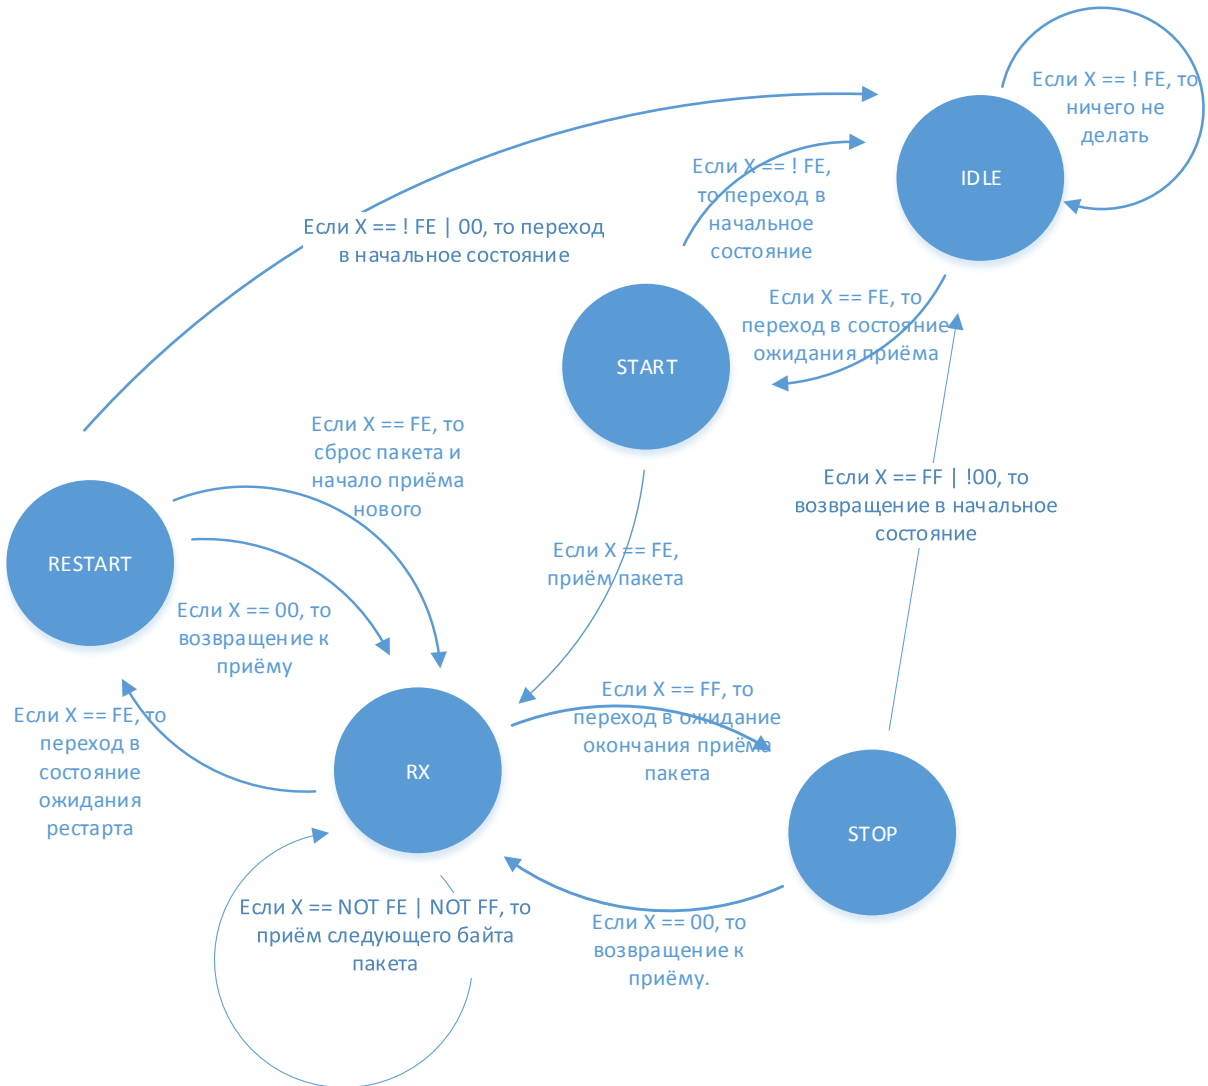 Если X == ! FE, то
ничего не
делать
IDLE
Если X == ! FE,
то переход в
начальное
состояние
Если X == ! FE | 00, то переход
в начальное состояние
Если X == FE, то
переход в состояние
ожидания приёма
START
Если X == FE, то
сброс пакета и
начало приёма
нового
Если X == FF | !00, то
возвращение в начальное
состояние
RESTART
Если X == FE,
приём пакета
Если X == 00, то
возвращение к
приёму
Если X == FE, то
переход в
состояние
ожидания
рестарта
Если X == FF, то
переход в ожидание
окончания приёма
пакета
RX
STOP
Если X == NOT FE | NOT FF, то
приём следующего байта
пакета
Если X == 00, то
возвращение к
приёму.